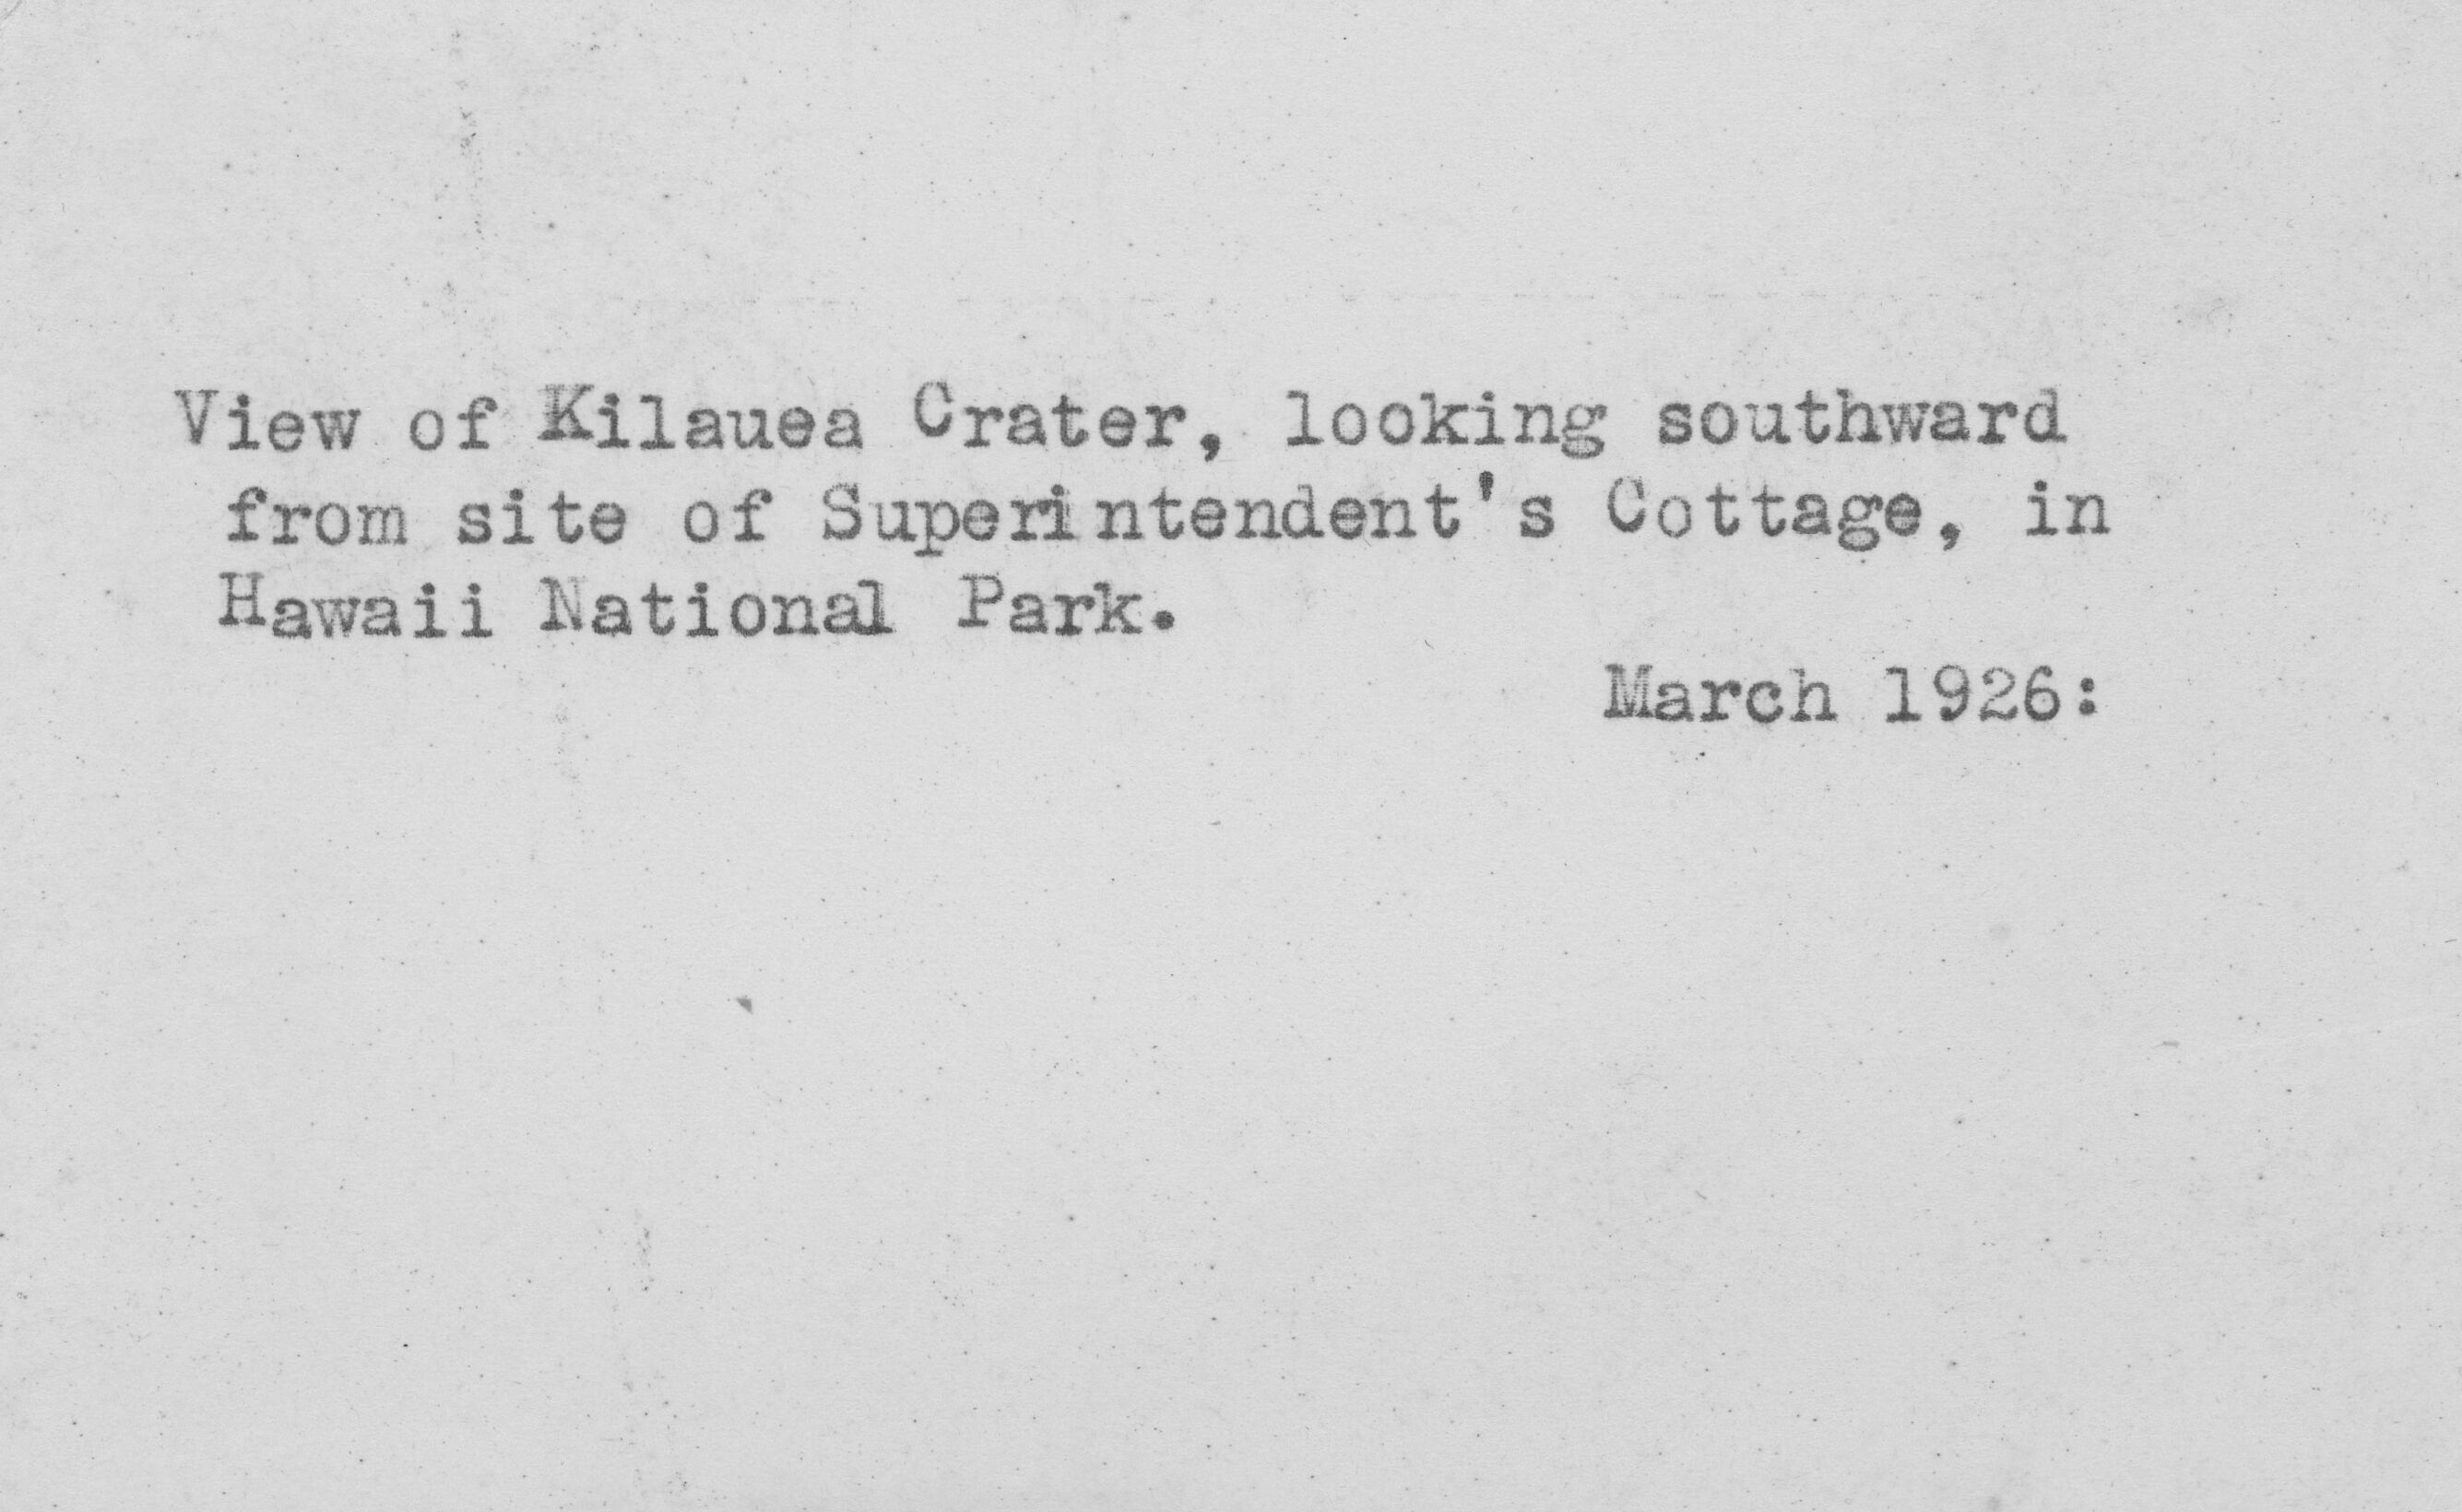 View of Kilauea Crater, looking southward
from site of Superintendent's Cottage, in
Hawaii National Park.
March 1926: